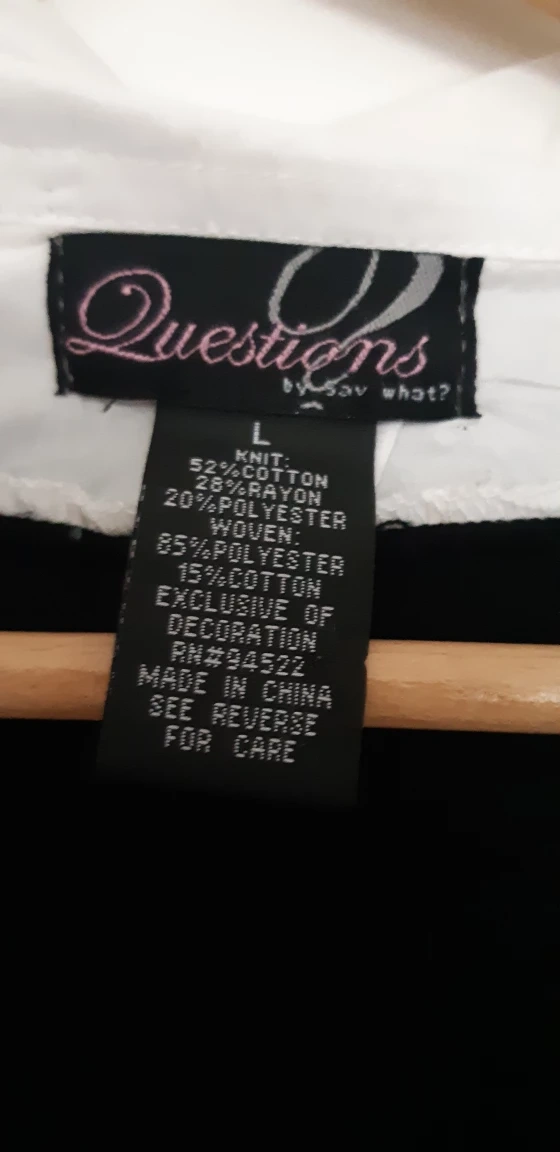 Questions
by say what?
L
KNIT:
52%COTTON
28%RAYON
20%POLYESTER
WOVEN:
85%POLYESTER
15%COTTON
EXCLUSIVE OF
DECORATION
RN#94522
MADE IN CHINA
SEE REVERSE
FOR CARE